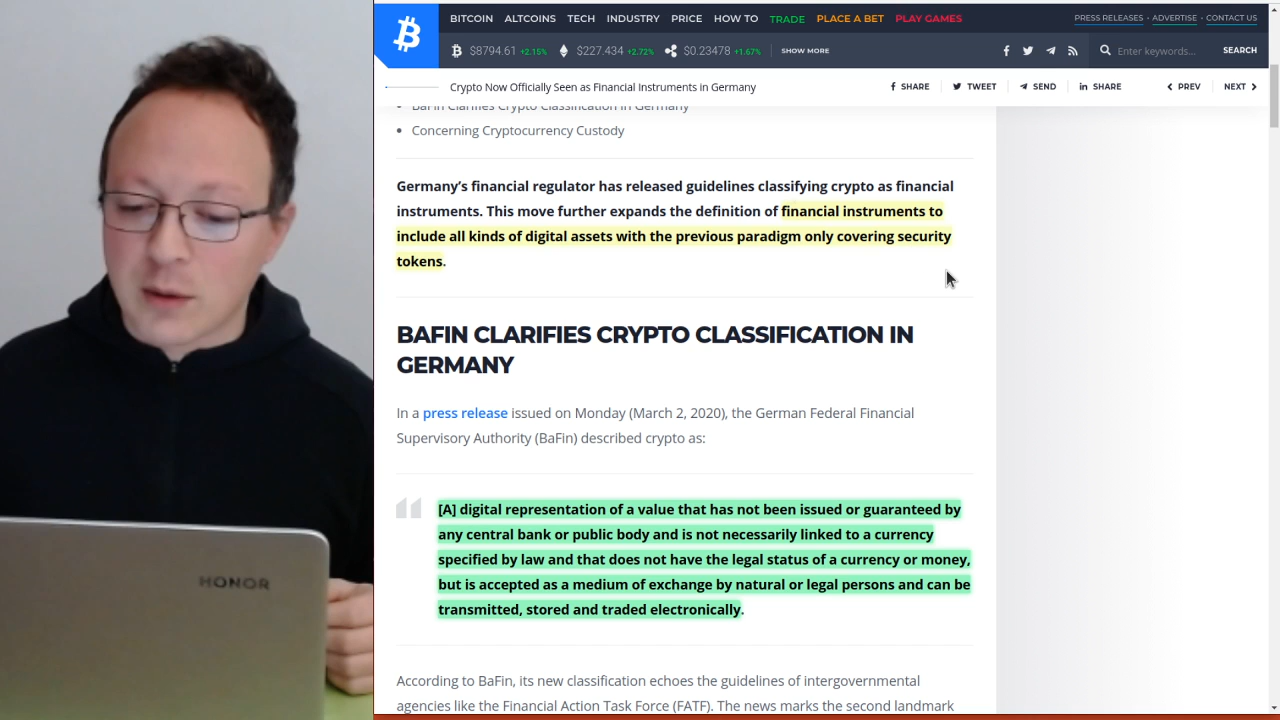 BITCOIN ALTCOINS TECH INDUSTRY PRICE HOW TO TRADE PLACE A BET PLAY GAMES PRESS RELEASES • ADVERTISE • CONTACT US
$8794.61 +2.15% $227.434 +2.72% $0.23478 +1.67% SHOW MORE Enter keywords... SEARCH
Crypto Now Officially Seen as Financial Instruments in Germany SHARE TWEET SEND SHARE PREV NEXT
• BaFin Clarifies Crypto Classification in Germany
• Concerning Cryptocurrency Custody
Germany’s financial regulator has released guidelines classifying crypto as financial
instruments. This move further expands the definition of financial instruments to
include all kinds of digital assets with the previous paradigm only covering security
tokens.
BAFIN CLARIFIES CRYPTO CLASSIFICATION IN
GERMANY
In a press release issued on Monday (March 2, 2020), the German Federal Financial
Supervisory Authority (BaFin) described crypto as:
[A] digital representation of a value that has not been issued or guaranteed by
any central bank or public body and is not necessarily linked to a currency
specified by law and that does not have the legal status of a currency or money,
but is accepted as a medium of exchange by natural or legal persons and can be
transmitted, stored and traded electronically.
According to BaFin, its new classification echoes the guidelines of intergovernmental
agencies like the Financial Action Task Force (FATF). The news marks the second landmark
HONOR